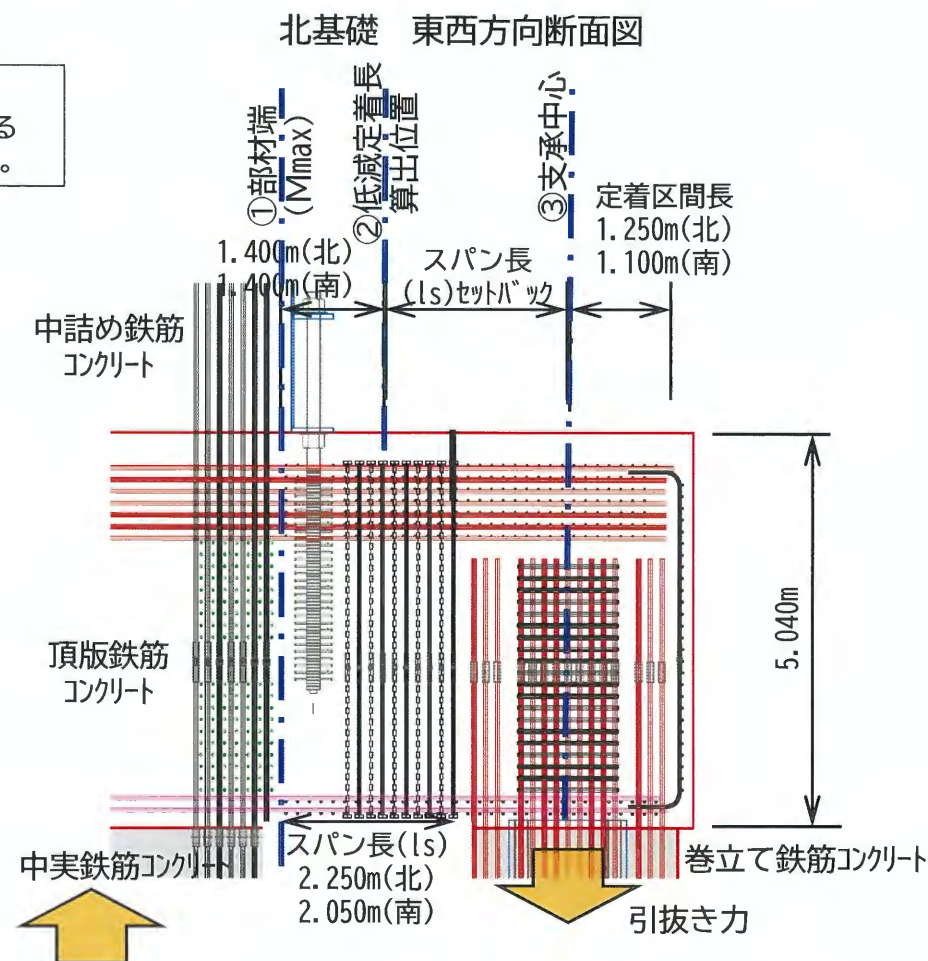 北基礎　東西方向断面図
る
。
①部材端
(Mmax)
②低減定着長
算出位置
③支承中心
定着区間長
1.250m(北)
1.100m(南)
1.400m(北)
1.400m(南)
スパン長
(ls)セットバック
中詰め鉄筋
コンクリート
頂版鉄筋
コンクリート
5.040m
中実鉄筋コンクリート
スパン長(ls)
2.250m(北)
2.050m(南)
巻立て鉄筋コンクリート
引抜き力